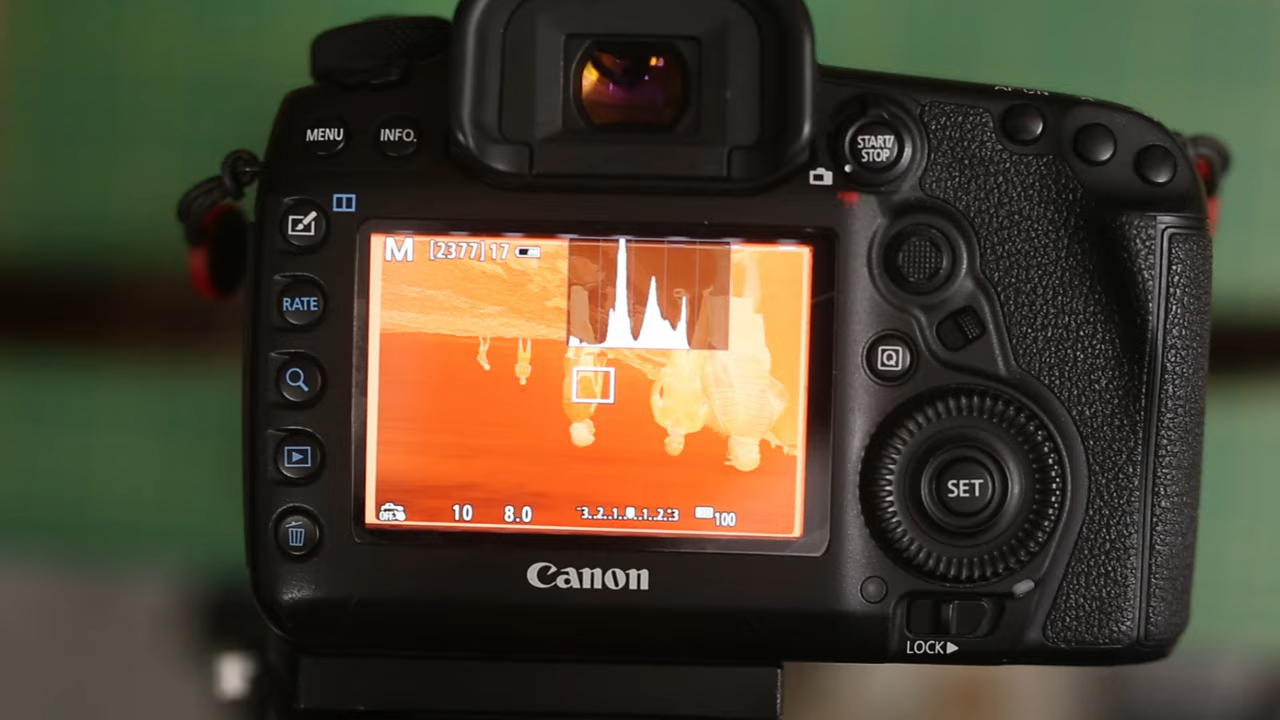 MENU
INFO.
START/
STOP
RATE
M [2377] 17
Q
SET
OFF
10 8.0 -3..2..1..0..1..2..:3 100
Canon
LOCK